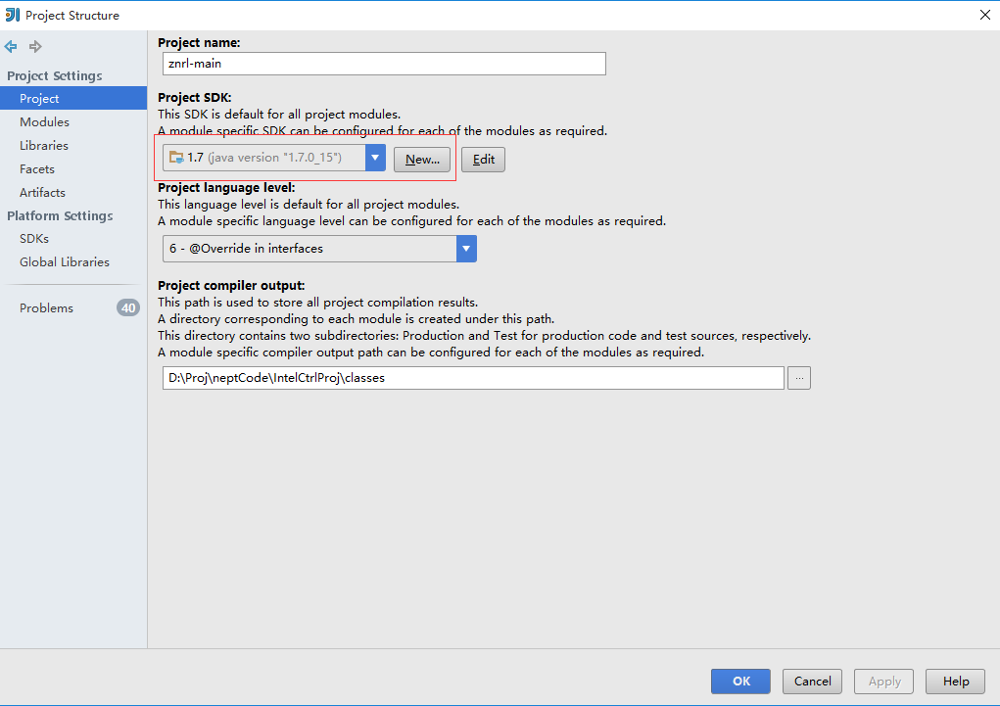 Project Structure
Project Settings
Project
Modules
Libraries
Facets
Artifacts
Platform Settings
SDKs
Global Libraries
Problems 40
Project name:
znrl-main
Project SDK:
This SDK is default for all project modules.
A module specific SDK can be configured for each of the modules as required.
1.7 (java version "1.7.0_15") New... Edit
Project language level:
This language level is default for all project modules.
A module specific language level can be configured for each of the modules as required.
6 - @Override in interfaces
Project compiler output:
This path is used to store all project compilation results.
A directory corresponding to each module is created under this path.
This directory contains two subdirectories: Production and Test for production code and test sources, respectively.
A module specific compiler output path can be configured for each of the modules as required.
D:\Proj\neptCode\IntelCtrlProj\classes ...
OK Cancel Apply Help